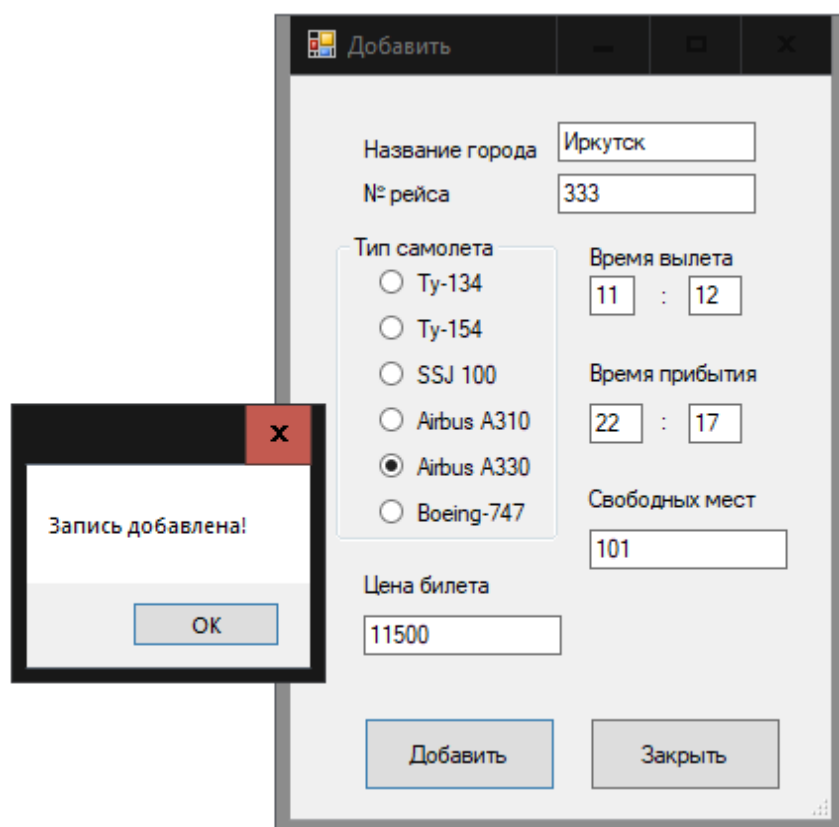 Добавить
Название города Иркутск
№ рейса 333
Тип самолета
Ту-134
Ту-154
SSJ 100
Airbus A310
Airbus A330
Boeing-747
Время вылета
11 : 12
Время прибытия
22 : 17
Свободных мест
101
Цена билета
11500
Добавить Закрыть
x
Запись добавлена!
OK